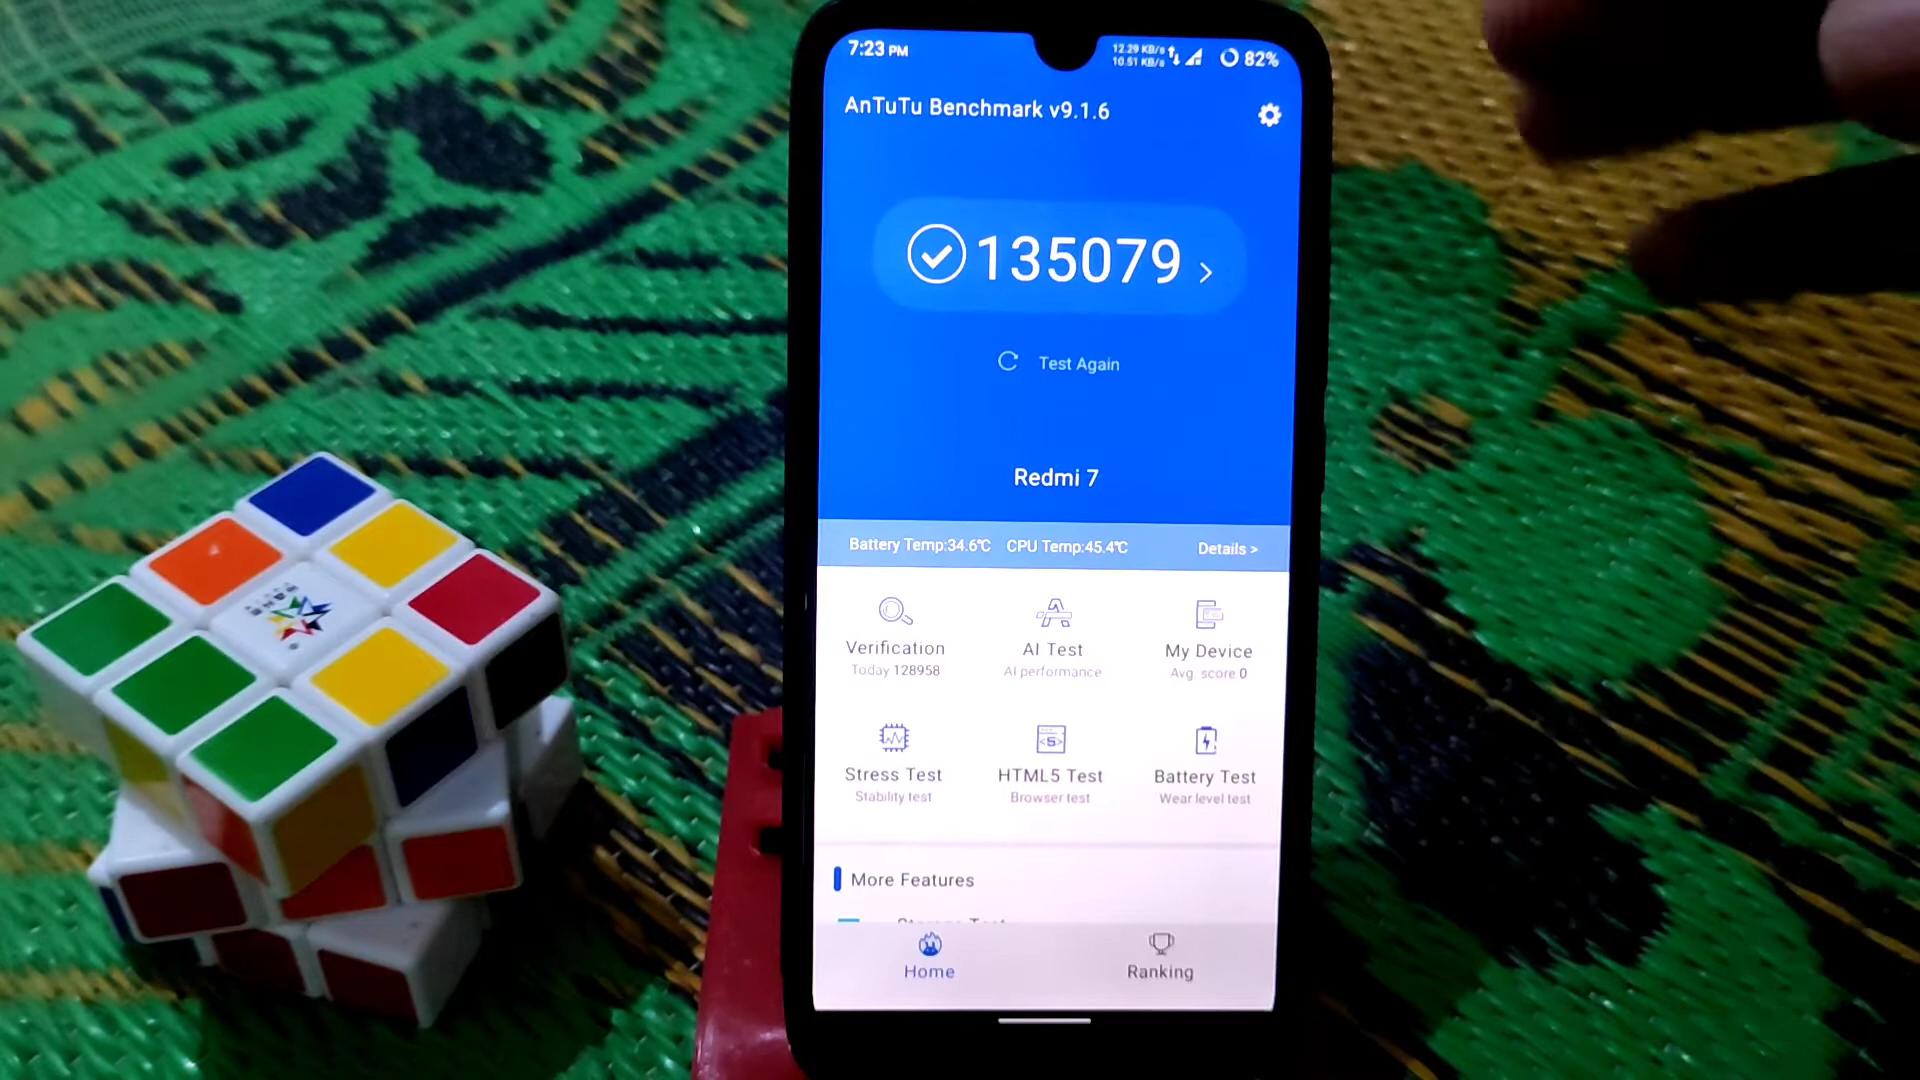 7:23 PM
12.29 KB/s
10.51 KB/s
82%
AnTuTu Benchmark v9.1.6
135079
Test Again
Redmi 7
Battery Temp:34.6℃ CPU Temp:45.4℃ Details >
Verification
Today 128958
AI Test
AI performance
My Device
Avg. score 0
Stress Test
Stability test
HTML5 Test
Browser test
Battery Test
Wear level test
More Features
Storage Test
Home
Ranking